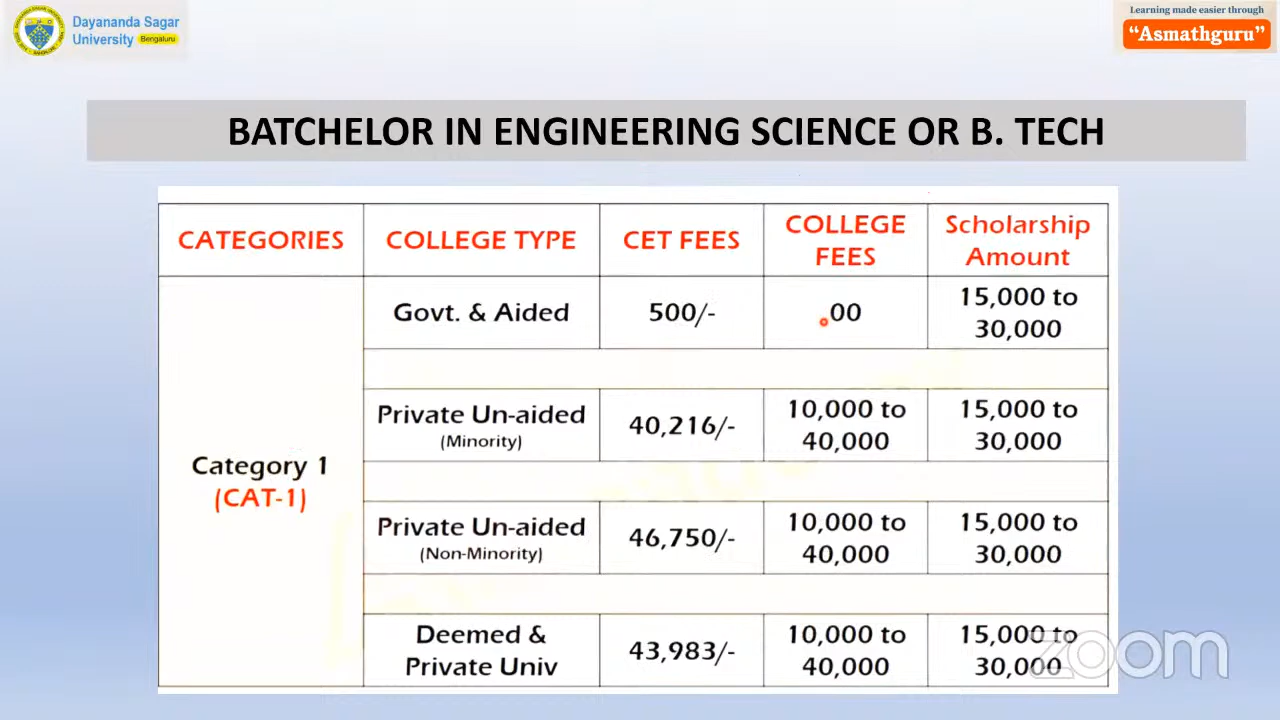 Dayananda Sagar
University Bengaluru
Learning made easier through
“Asmathguru”
BATCHELOR IN ENGINEERING SCIENCE OR B. TECH
CATEGORIES
COLLEGE TYPE
CET FEES
COLLEGE
FEES
Scholarship
Amount
Category 1
(CAT-1)
Govt. & Aided
500/-
00
15,000 to
30,000
Private Un-aided
(Minority)
40,216/-
10,000 to
40,000
15,000 to
30,000
Private Un-aided
(Non-Minority)
46,750/-
10,000 to
40,000
15,000 to
30,000
Deemed &
Private Univ
43,983/-
10,000 to
40,000
15,000 to
30,000
zoom